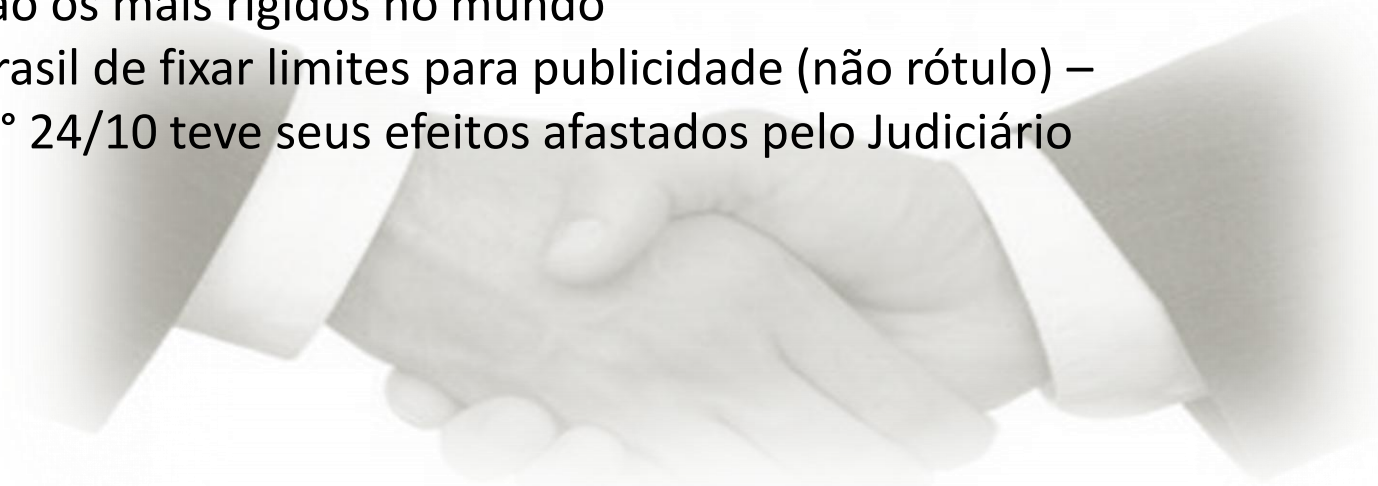 ão os mais rígidos no mundo
rasil de fixar limites para publicidade (não rótulo) –
° 24/10 teve seus efeitos afastados pelo Judiciário